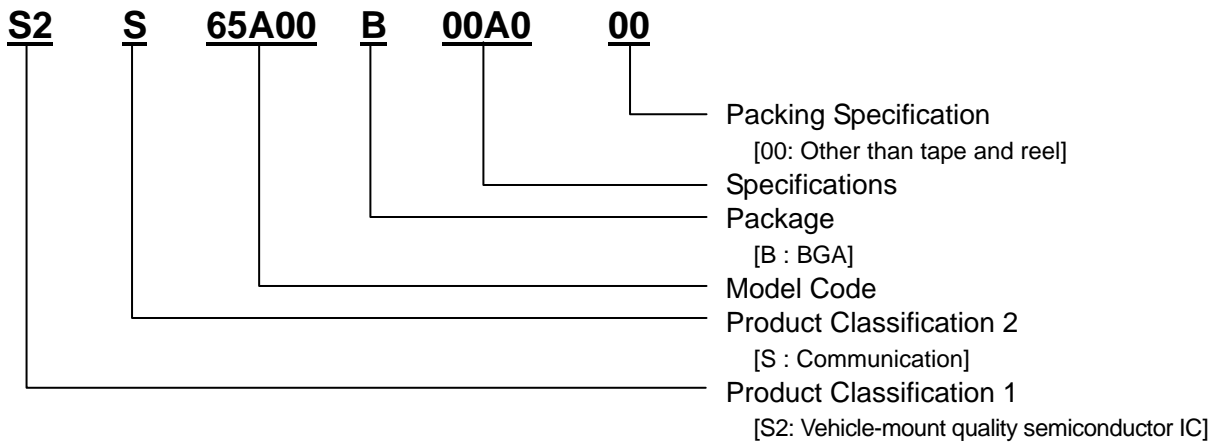 S2 S 65A00 B 00A0 00
Packing Specification
[00: Other than tape and reel]
Specifications
Package
[B : BGA]
Model Code
Product Classification 2
[S : Communication]
Product Classification 1
[S2: Vehicle-mount quality semiconductor IC]